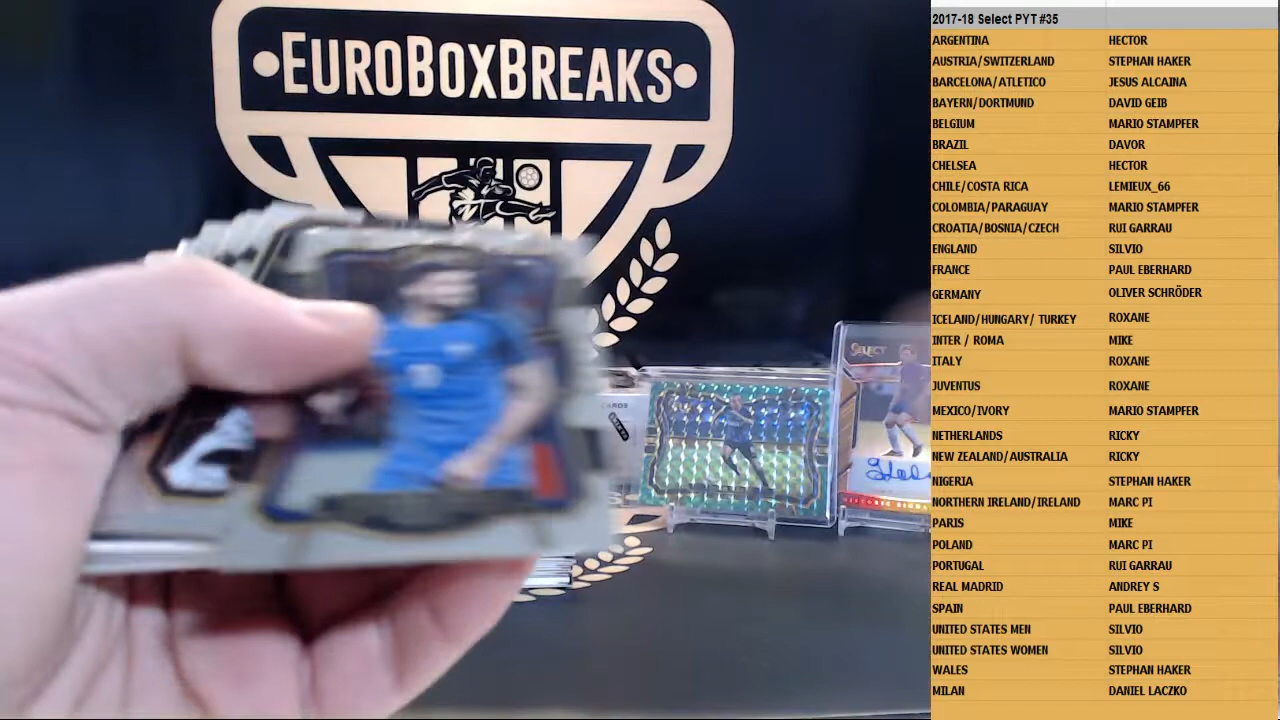 EUROBOXBREAKS
CARDS
SELECT
2017-18 Select PYT #35
ARGENTINA HECTOR
AUSTRIA/SWITZERLAND STEPHAN HAKER
BARCELONA/ATLETICO JESUS ALCAINA
BAYERN/DORTMUND DAVID GEIB
BELGIUM MARIO STAMPFER
BRAZIL DAVOR
CHELSEA HECTOR
CHILE/COSTA RICA LEMIEUX_66
COLOMBIA/PARAGUAY MARIO STAMPFER
CROATIA/BOSNIA/CZECH RUI GARRAU
ENGLAND SILVIO
FRANCE PAUL EBERHARD
GERMANY OLIVER SCHRÖDER
ICELAND/HUNGARY/ TURKEY ROXANE
INTER / ROMA MIKE
ITALY ROXANE
JUVENTUS ROXANE
MEXICO/IVORY MARIO STAMPFER
NETHERLANDS RICKY
NEW ZEALAND/AUSTRALIA RICKY
NIGERIA STEPHAN HAKER
NORTHERN IRELAND/IRELAND MARC PI
PARIS MIKE
POLAND MARC PI
PORTUGAL RUI GARRAU
REAL MADRID ANDREY S
SPAIN PAUL EBERHARD
UNITED STATES MEN SILVIO
UNITED STATES WOMEN SILVIO
WALES STEPHAN HAKER
MILAN DANIEL LACZKO